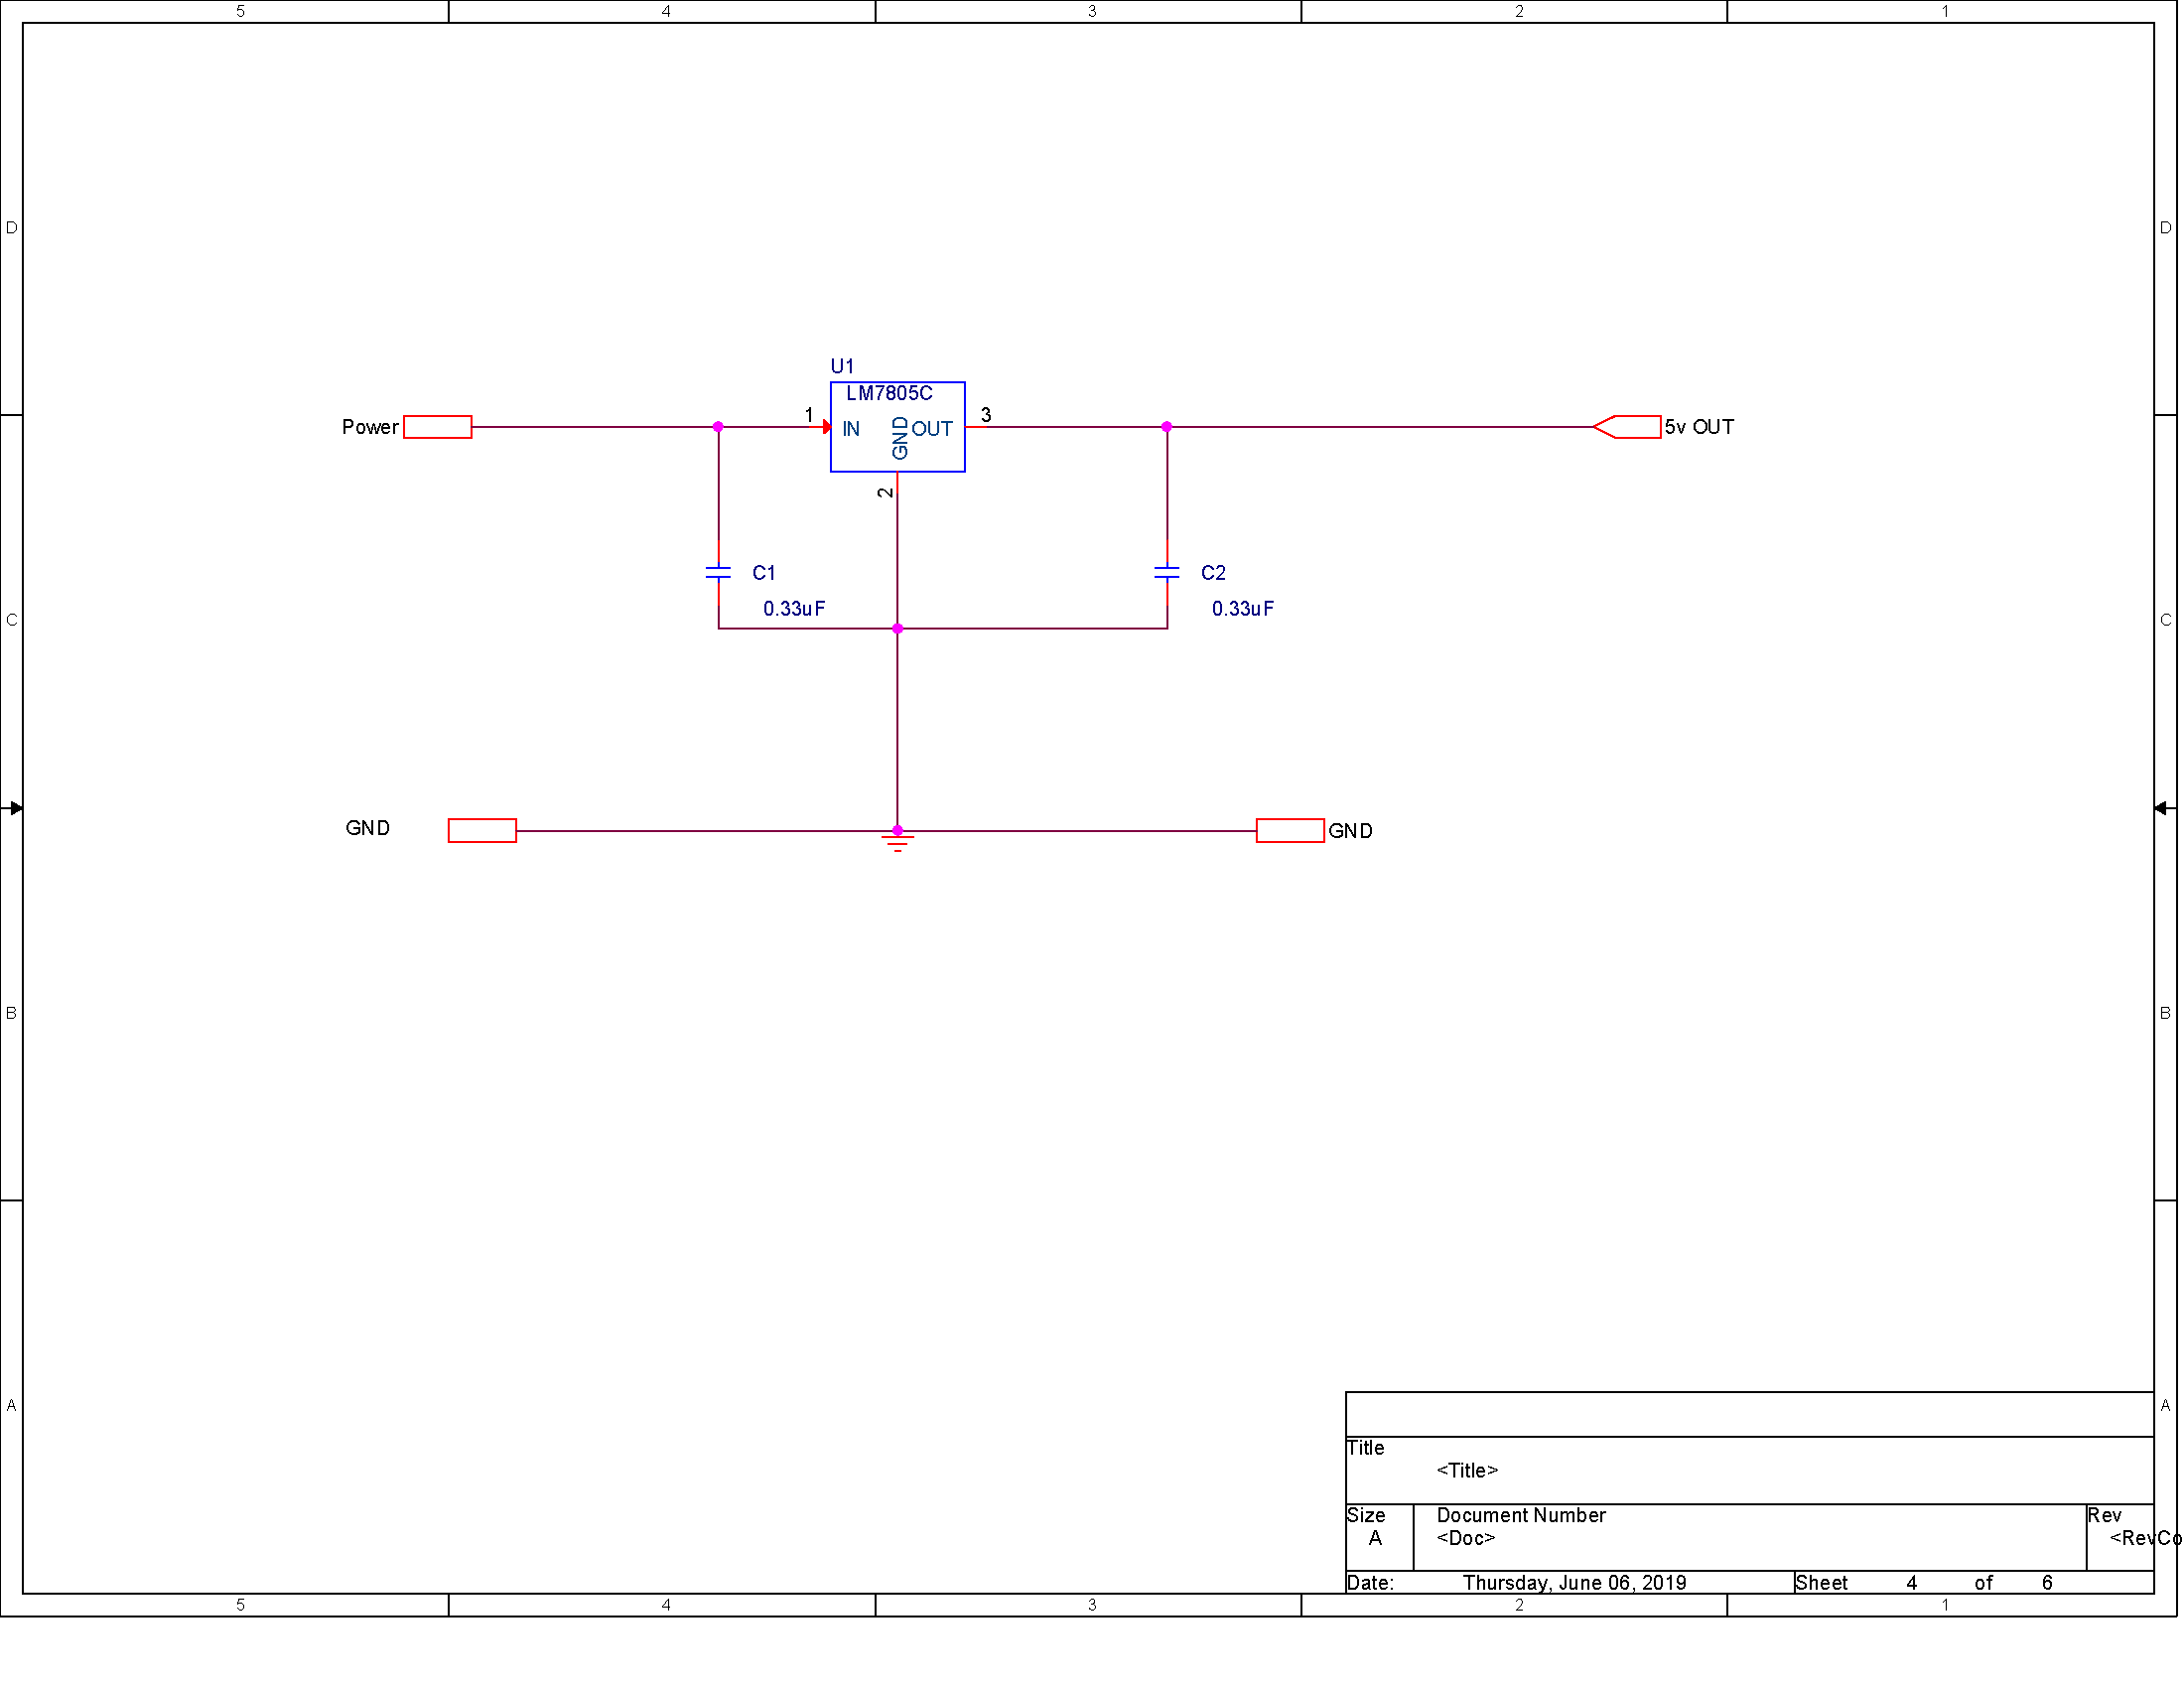 5 4 3 2 1
D D
U1
LM7805C
Power 1 IN GND OUT 3 5v OUT
2
C1 C2
0.33uF 0.33uF
C C
GND GND
B B
A A
Title
<Title>
Size Document Number Rev
A <Doc> <RevCo
Date: Thursday, June 06, 2019 Sheet 4 of 6
5 4 3 2 1